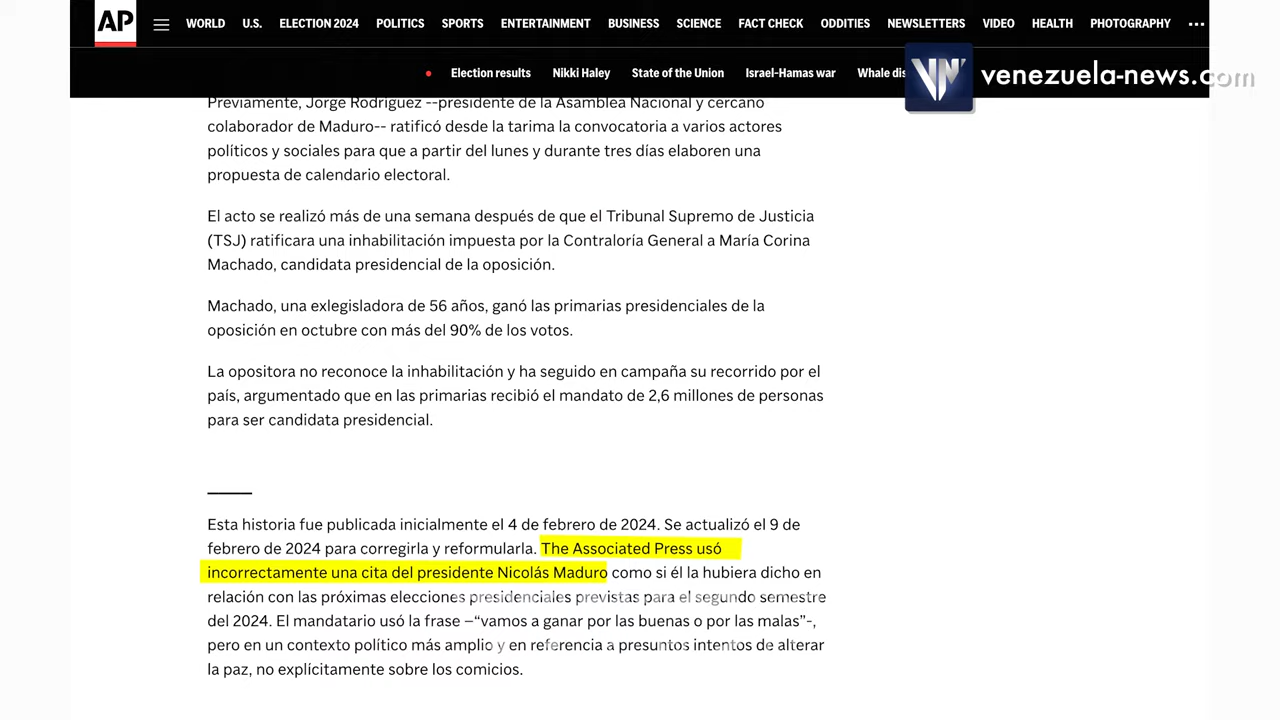 AP
WORLD U.S. ELECTION 2024 POLITICS SPORTS ENTERTAINMENT BUSINESS SCIENCE FACT CHECK ODDITIES NEWSLETTERS VIDEO HEALTH PHOTOGRAPHY ...
Election results Nikki Haley State of the Union Israel-Hamas war Whale dis
VN
venezuela-news.com
Previamente, Jorge Rodríguez --presidente de la Asamblea Nacional y cercano
colaborador de Maduro-- ratificó desde la tarima la convocatoria a varios actores
políticos y sociales para que a partir del lunes y durante tres días elaboren una
propuesta de calendario electoral.
El acto se realizó más de una semana después de que el Tribunal Supremo de Justicia
(TSJ) ratificara una inhabilitación impuesta por la Contraloría General a María Corina
Machado, candidata presidencial de la oposición.
Machado, una exlegisladora de 56 años, ganó las primarias presidenciales de la
oposición en octubre con más del 90% de los votos.
La opositora no reconoce la inhabilitación y ha seguido en campaña su recorrido por el
país, argumentado que en las primarias recibió el mandato de 2,6 millones de personas
para ser candidata presidencial.
Esta historia fue publicada inicialmente el 4 de febrero de 2024. Se actualizó el 9 de
febrero de 2024 para corregirla y reformularla. The Associated Press usó
incorrectamente una cita del presidente Nicolás Maduro como si él la hubiera dicho en
relación con las próximas elecciones presidenciales previstas para el segundo semestre
del 2024. El mandatario usó la frase –“vamos a ganar por las buenas o por las malas”-,
pero en un contexto político más amplio y en referencia a presuntos intentos de alterar
la paz, no explícitamente sobre los comicios.